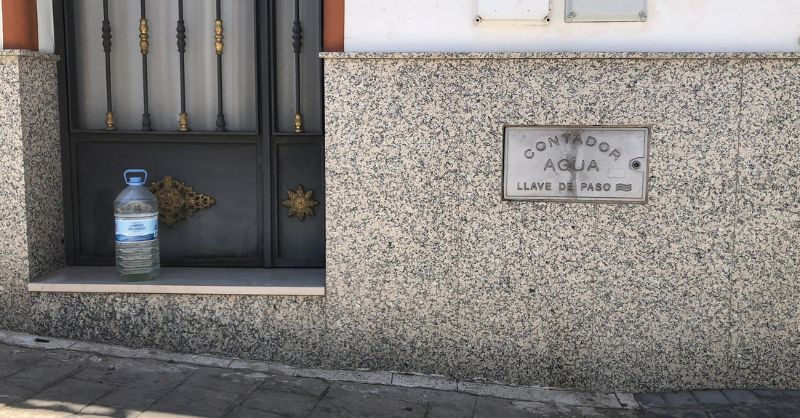 CONTADOR
AGUA
LLAVE DE PASO